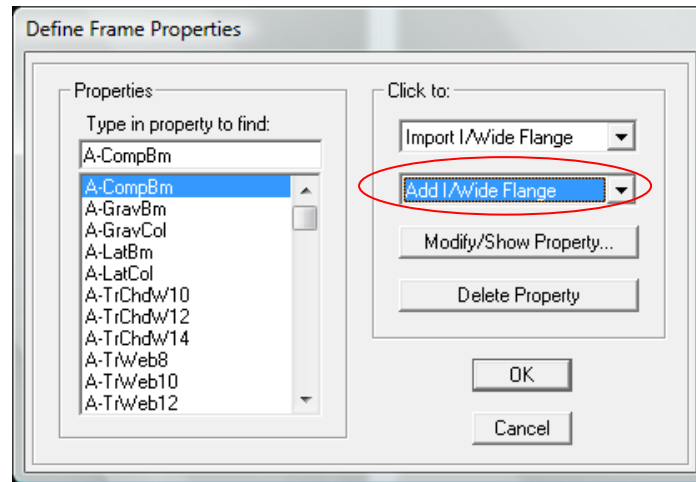 Define Frame Properties
Properties
Type in property to find:
A-CompBm
A-CompBm
A-GravBm
A-GravCol
A-LatBm
A-LatCol
A-TrChdW10
A-TrChdW12
A-TrChdW14
A-TrWeb8
A-TrWeb10
A-TrWeb12
Click to:
Import I/Wide Flange
Add I/Wide Flange
Modify/Show Property...
Delete Property
OK
Cancel